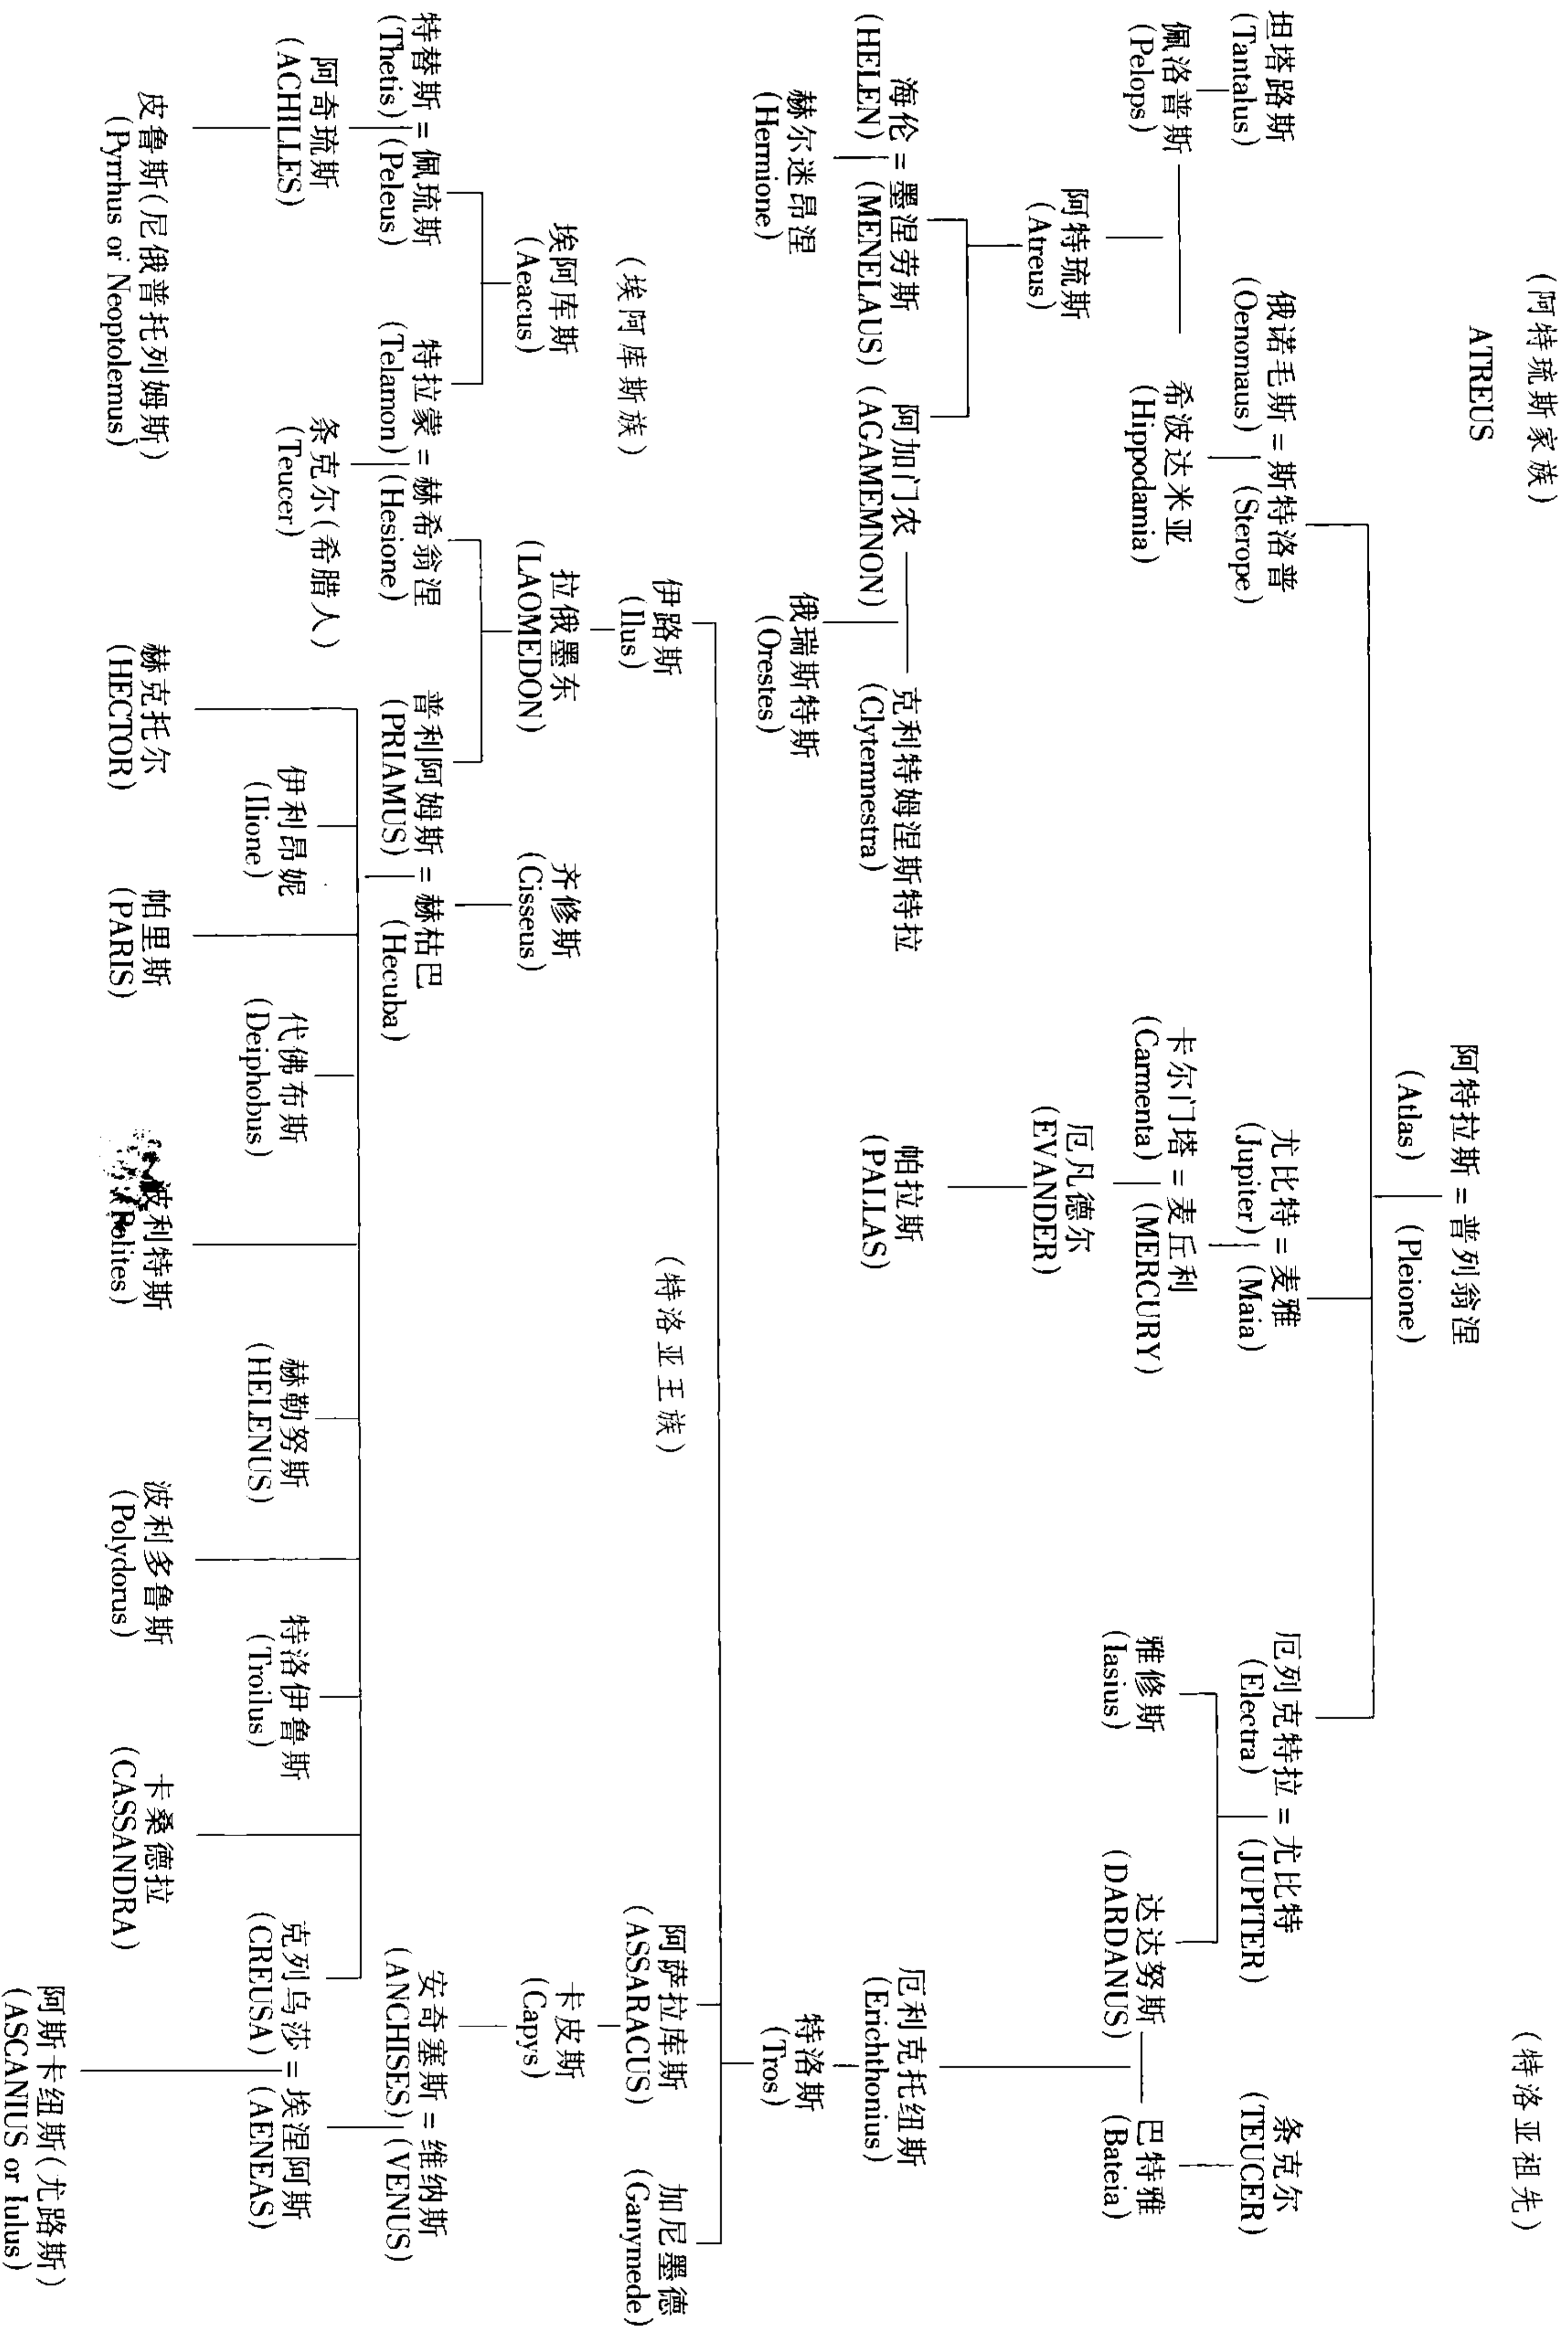 (阿特琉斯家族)
ATREUS
(特洛亚祖先)
阿特拉斯 = 普列翁涅
(Atlas) (Pleione)
坦塔路斯
(Tantalus)
俄诺毛斯 = 斯特洛普
(Oenomaus) (Sterope)
尤比特 = 麦雅
(Jupiter) (Maia)
厄列克特拉 = 尤比特
(Electra) (JUPITER)
条克尔
(TEUCER)
佩洛普斯
(Pelops)
希波达米亚
(Hippodamia)
卡尔门塔 = 麦丘利
(Carmenta) (MERCURY)
雅修斯
(Iasius)
达达努斯
(DARDANUS)
巴特雅
(Bateia)
阿特琉斯
(Atreus)
厄凡德尔
(EVANDER)
海伦 = 墨涅劳斯
(HELEN) (MENELAUS)
阿加门农
(AGAMEMNON)
克利特姆涅斯特拉
(Clytemnestra)
帕拉斯
(PALLAS)
厄利克托纽斯
(Erichthonius)
赫尔迷昂涅
(Hermione)
俄瑞斯特斯
(Orestes)
特洛斯
(Tros)
(埃阿库斯族)
(特洛亚王族)
伊路斯
(Ilus)
阿萨拉库斯
(ASSARACUS)
加尼墨德
(Ganymede)
埃阿库斯
(Aeacus)
拉俄墨东
(LAOMEDON)
齐修斯
(Cisseus)
卡皮斯
(Capys)
特替斯 = 佩琉斯
(Thetis) (Peleus)
特拉蒙 = 赫希翁涅
(Telamon) (Hesione)
普利阿姆斯 = 赫枯巴
(PRIAMUS) (Hecuba)
安奇塞斯 = 维纳斯
(ANCHISES) (VENUS)
阿奇琉斯
(ACHILLES)
条克尔(希腊人)
(Teucer)
伊利昂妮
(Ilione)
代佛布斯
(Deiphobus)
赫勒努斯
(HELENUS)
特洛伊鲁斯
(Troilus)
克列乌莎 = 埃涅阿斯
(CREUSA) (AENEAS)
皮鲁斯(尼俄普托列姆斯)
(Pyrrhus or Neoptolemus)
赫克托尔
(HECTOR)
帕里斯
(PARIS)
波利特斯
(Polites)
波利多鲁斯
(Polydorus)
卡桑德拉
(CASSANDRA)
阿斯卡纽斯(尤路斯)
(ASCANIUS or Iulus)